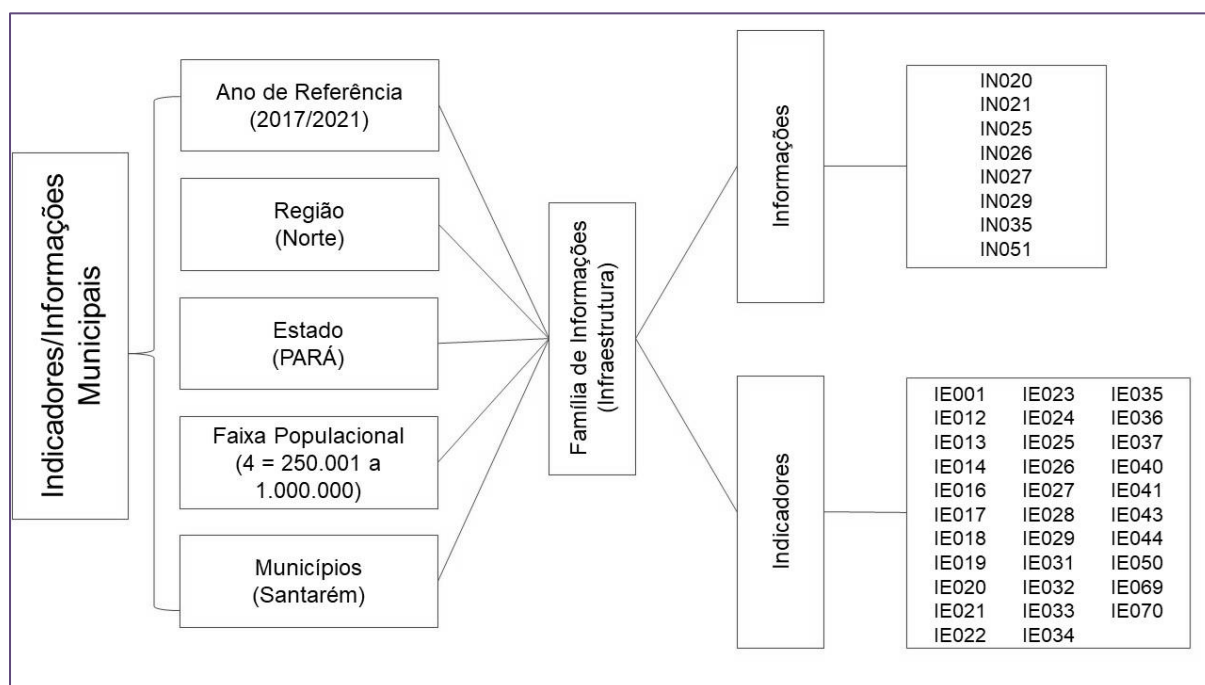 Indicadores/Informações
Municipais
Ano de Referência
(2017/2021)
Região
(Norte)
Estado
(PARÁ)
Faixa Populacional
(4 = 250.001 a
1.000.000)
Municípios
(Santarém)
Família de Informações
(Infraestrutura)
Informações
IN020
IN021
IN025
IN026
IN027
IN029
IN035
IN051
Indicadores
IE001 IE023 IE035
IE012 IE024 IE036
IE013 IE025 IE037
IE014 IE026 IE040
IE016 IE027 IE041
IE017 IE028 IE043
IE018 IE029 IE044
IE019 IE031 IE050
IE020 IE032 IE069
IE021 IE033 IE070
IE022 IE034